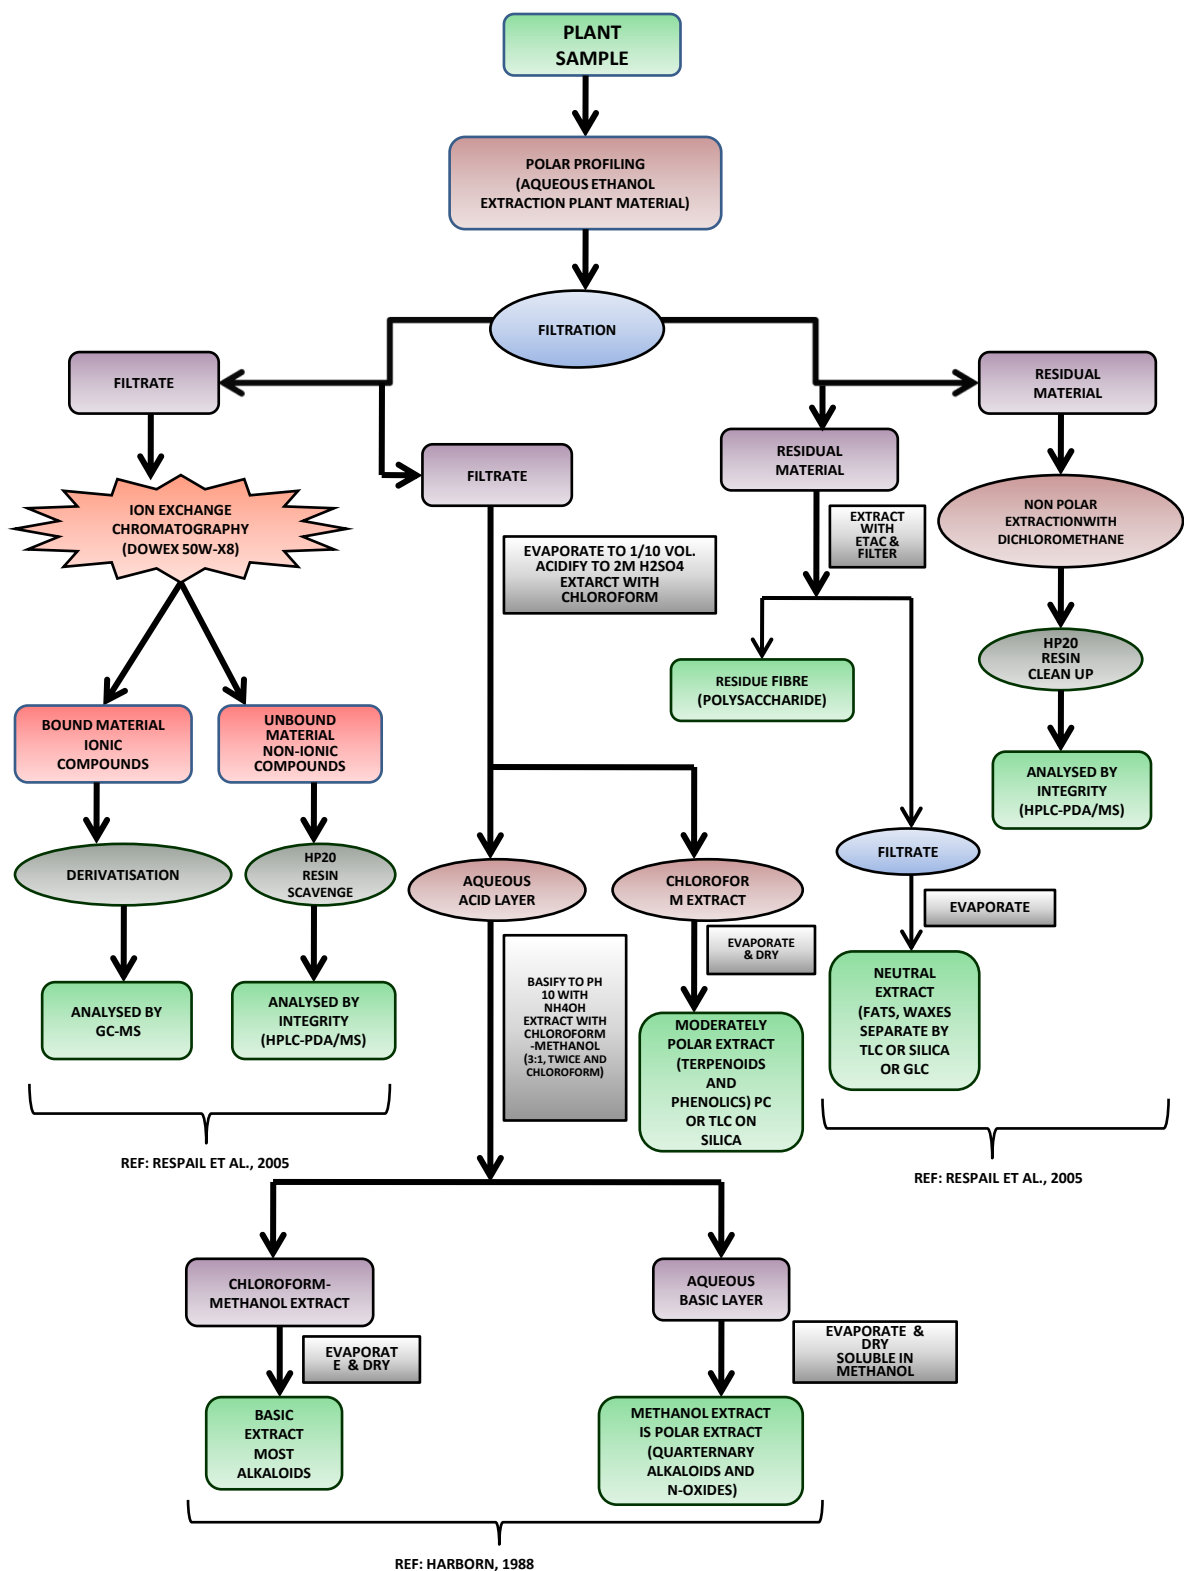 PLANT
SAMPLE
POLAR PROFILING
(AQUEOUS ETHANOL
EXTRACTION PLANT MATERIAL)
FILTRATION
FILTRATE
RESIDUAL
MATERIAL
FILTRATE
RESIDUAL
MATERIAL
ION EXCHANGE
CHROMATOGRAPHY
(DOWEX 50W-X8)
EVAPORATE TO 1/10 VOL.
ACIDIFY TO 2M H2SO4
EXTARCT WITH
CHLOROFORM
EXTRACT
WITH
ETAC &
FILTER
NON POLAR
EXTRACTIONWITH
DICHLOROMETHANE
HP20
RESIN
CLEAN UP
RESIDUE FIBRE
(POLYSACCHARIDE)
BOUND MATERIAL
IONIC
COMPOUNDS
UNBOUND
MATERIAL
NON-IONIC
COMPOUNDS
ANALYSED BY
INTEGRITY
(HPLC-PDA/MS)
DERIVATISATION
HP20
RESIN
SCAVENGE
AQUEOUS
ACID LAYER
CHLOROFOR
M EXTRACT
FILTRATE
EVAPORATE
EVAPORATE
& DRY
BASIFY TO PH
10 WITH
NH4OH
EXTRACT WITH
CHLOROFORM
-METHANOL
(3:1, TWICE AND
CHLOROFORM)
ANALYSED BY
GC-MS
ANALYSED BY
INTEGRITY
(HPLC-PDA/MS)
MODERATELY
POLAR EXTRACT
(TERPENOIDS
AND
PHENOLICS) PC
OR TLC ON
SILICA
NEUTRAL
EXTRACT
(FATS, WAXES
SEPARATE BY
TLC OR SILICA
OR GLC
REF: RESPAIL ET AL., 2005
REF: RESPAIL ET AL., 2005
CHLOROFORM-
METHANOL EXTRACT
AQUEOUS
BASIC LAYER
EVAPORAT
E & DRY
EVAPORATE & 
DRY
SOLUBLE IN
METHANOL
BASIC
EXTRACT
MOST
ALKALOIDS
METHANOL EXTRACT
IS POLAR EXTRACT
(QUARTERNARY
ALKALOIDS AND
N-OXIDES)
REF: HARBORN, 1988